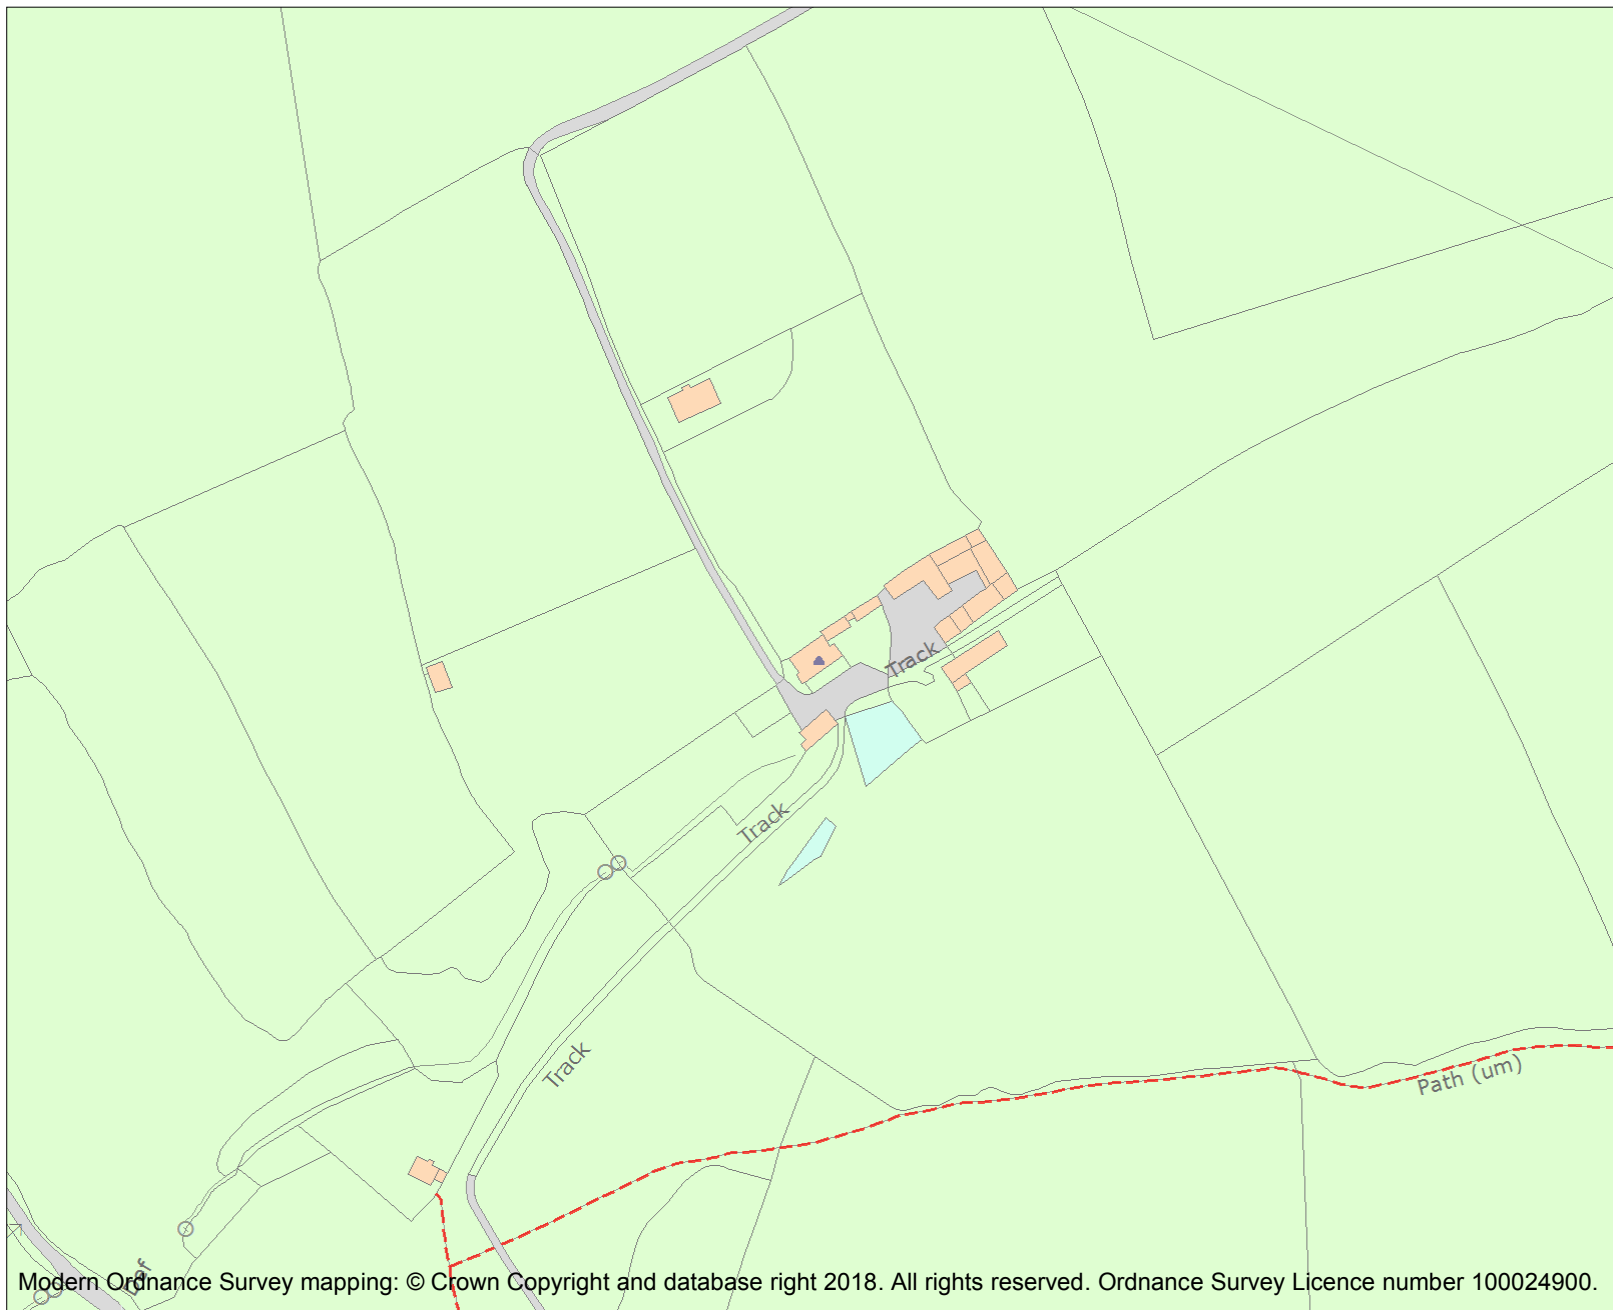 Track
Track
Track
Path (um)
Def
Modern Ordnance Survey mapping: © Crown Copyright and database right 2018. All rights reserved. Ordnance Survey Licence number 100024900.